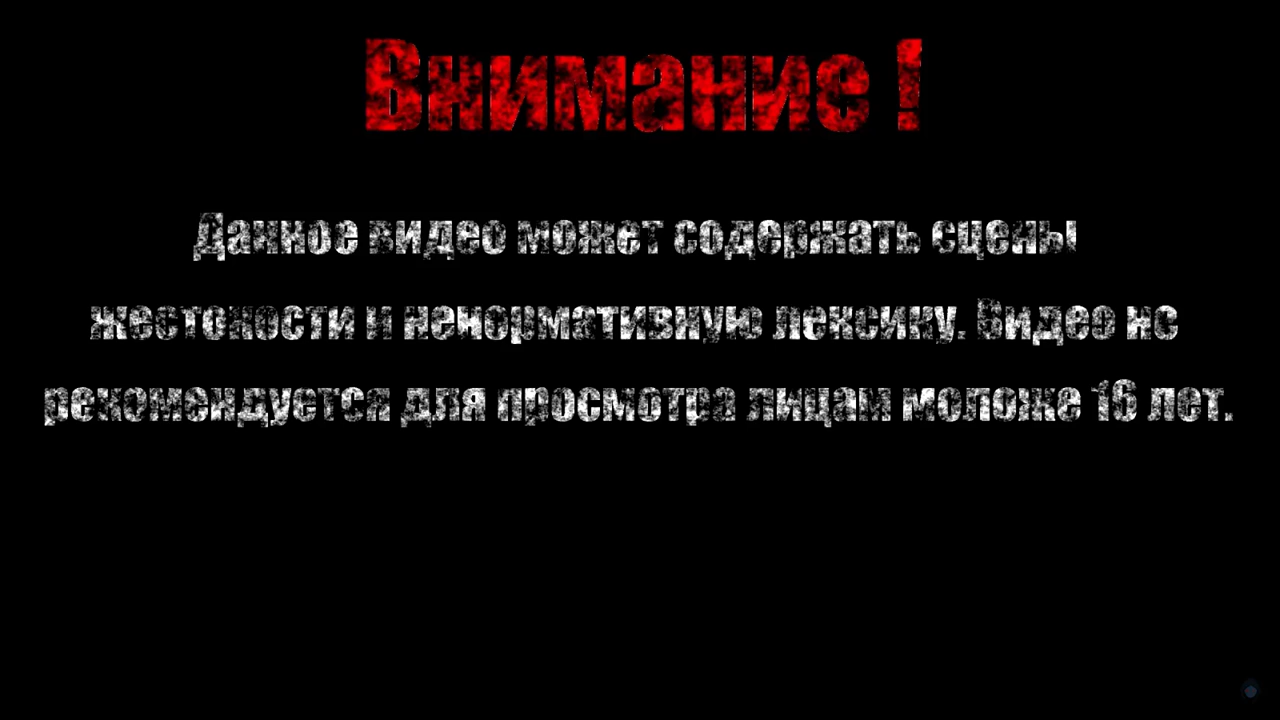 Внимание !
Данное видео может содержать сцены
жестокости и ненормативную лексику. Видео не
рекомендуется для просмотра лицам моложе 16 лет.